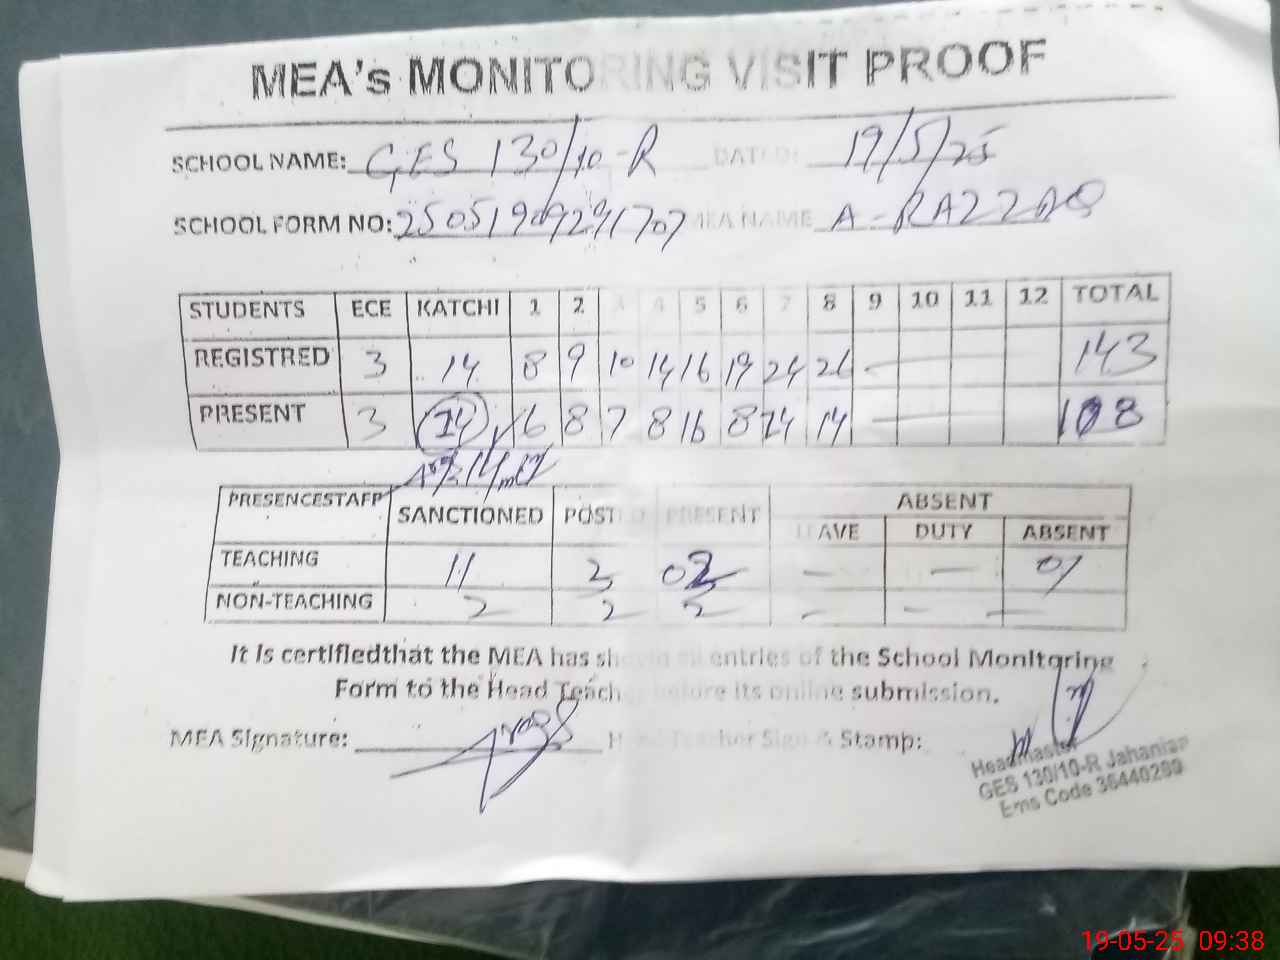 MEA's MONITORING VISIT PROOF
SCHOOL NAME: GES 130/10-R DATED: 19/5/25
SCHOOL FORM NO: 25051909291707 MEA NAME A-RAZZAQ
STUDENTS ECE KATCHI 1 2 3 4 5 6 7 8 9 10 11 12 TOTAL
REGISTRED 3 14 8 9 10 14 16 19 24 26 — 143
PRESENT 3 14 6 8 7 8 16 8 24 14 — 108
14
PRESENCESTAFF SANCTIONED POSTED PRESENT ABSENT
LEAVE DUTY ABSENT
TEACHING 11 3 02 — — 01
NON-TEACHING 2 2 2 — — —
It is certifiedthat the MEA has shown all entries of the School Monitoring
Form to the Head Teacher before its online submission.
MEA Signature: Head Teacher Sign & Stamp:
Headmaster
GES 130/10-R Jahanian
Ems Code 36440299
19-05-25 09:38